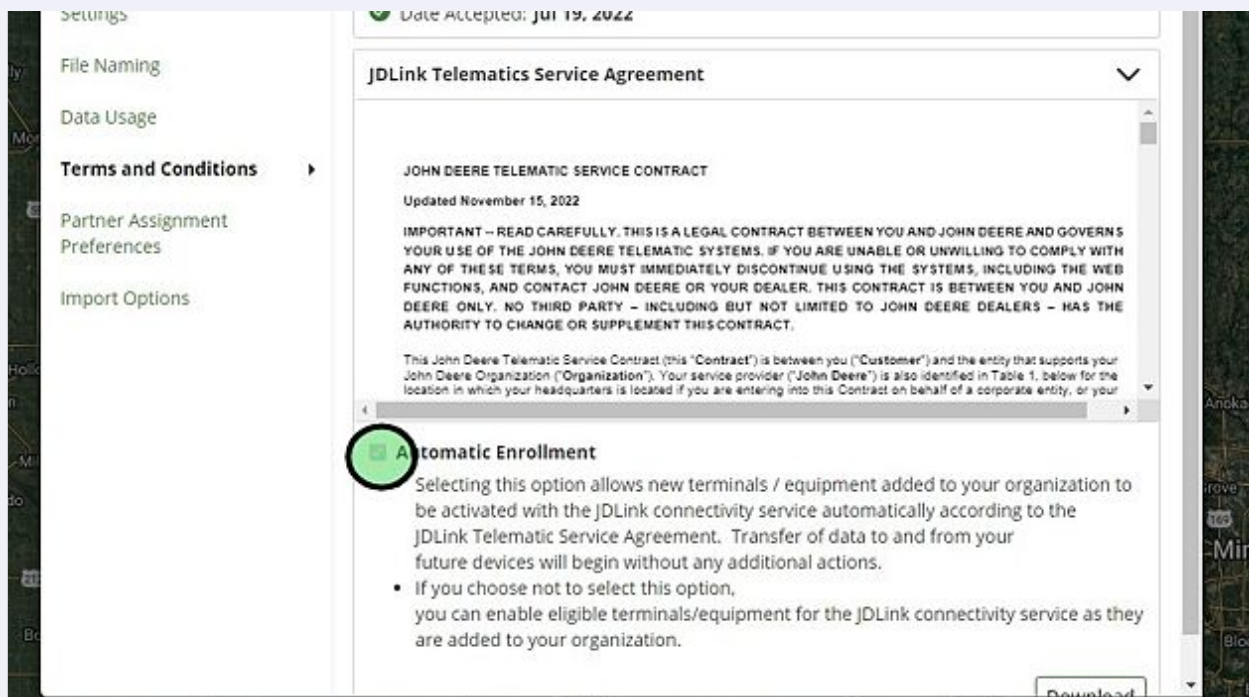 Settings
Date Accepted: Jul 19, 2022
File Naming
JDLink Telematics Service Agreement
Data Usage
Terms and Conditions
Partner Assignment
Preferences
Import Options
JOHN DEERE TELEMATIC SERVICE CONTRACT
Updated November 15, 2022
IMPORTANT – READ CAREFULLY. THIS IS A LEGAL CONTRACT BETWEEN YOU AND JOHN DEERE AND GOVERNS
YOUR USE OF THE JOHN DEERE TELEMATIC SYSTEMS. IF YOU ARE UNABLE OR UNWILLING TO COMPLY WITH
ANY OF THESE TERMS, YOU MUST IMMEDIATELY DISCONTINUE USING THE SYSTEMS, INCLUDING THE WEB
FUNCTIONS, AND CONTACT JOHN DEERE OR YOUR DEALER. THIS CONTRACT IS BETWEEN YOU AND JOHN
DEERE ONLY. NO THIRD PARTY – INCLUDING BUT NOT LIMITED TO JOHN DEERE DEALERS – HAS THE
AUTHORITY TO CHANGE OR SUPPLEMENT THIS CONTRACT.
This John Deere Telematic Service Contract (this "Contract") is between you ("Customer") and the entity that supports your
John Deere Organization ("Organization"). Your service provider ("John Deere") is also identified in Table 1, below for the
location in which your headquarters is located if you are entering into this Contract on behalf of a corporate entity, or your
Automatic Enrollment
Selecting this option allows new terminals / equipment added to your organization to
be activated with the JDLink connectivity service automatically according to the
JDLink Telematic Service Agreement. Transfer of data to and from your
future devices will begin without any additional actions.
• If you choose not to select this option,
you can enable eligible terminals/equipment for the JDLink connectivity service as they
are added to your organization.
Download
Anoka
169